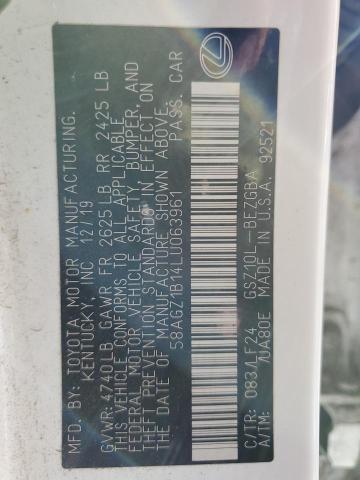 MFD. BY: TOYOTA MOTOR MANUFACTURING.
KENTUCKY, INC. 12/19
GVWR: 4740LB GAWR FR 2625LB RR 2425 LB
THIS VEHICLE CONFORMS TO ALL APPLICABLE
FEDERAL MOTOR VEHICLE SAFETY, BUMPER, AND
THEFT PREVENTION STANDARDS IN EFFECT ON
THE DATE OF MANUFACTURE SHOWN ABOVE.
58AGZ1B14LU063961 PASS. CAR
C/TR: 083/LF24 GSZ10L-BEZGBA
A/TM: /UA80E MADE IN U.S.A. 92521